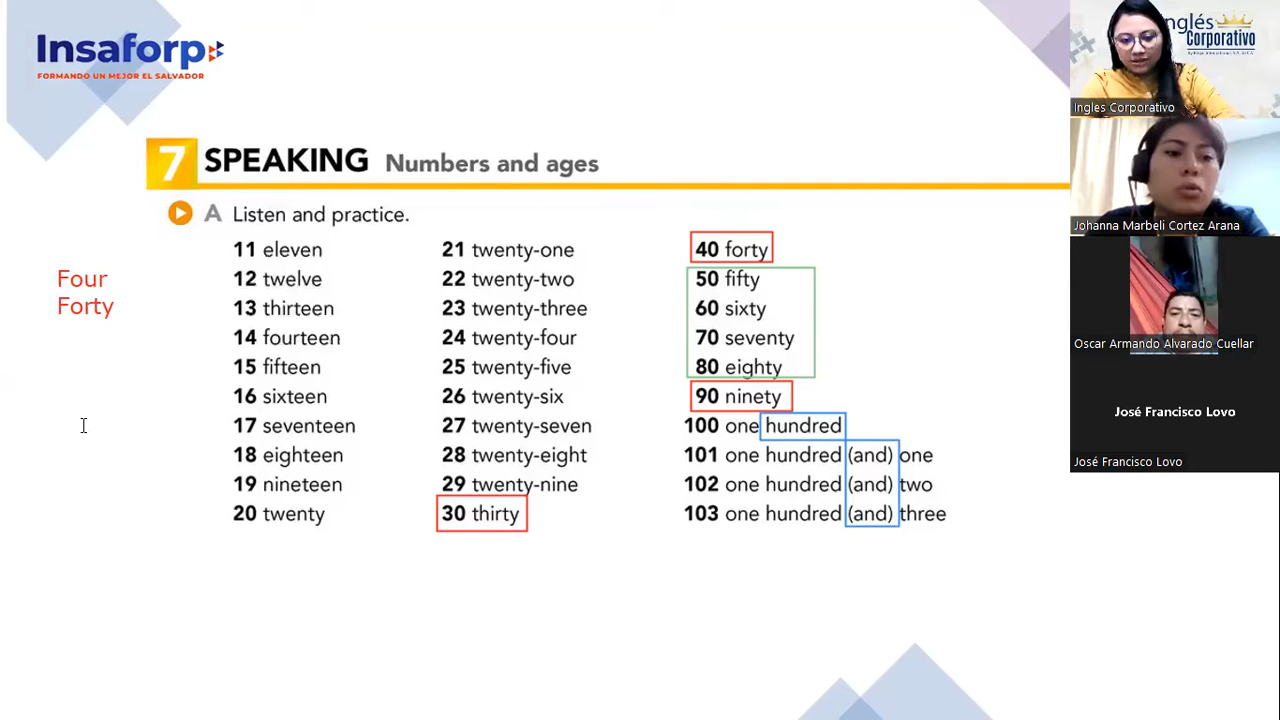 Insaforp
FORMANDO UN MEJOR EL SALVADOR
Inglés
Corporativo
Ingles Corporativo
7 SPEAKING Numbers and ages
A Listen and practice.
11 eleven
12 twelve
13 thirteen
14 fourteen
15 fifteen
16 sixteen
17 seventeen
18 eighteen
19 nineteen
20 twenty
21 twenty-one
22 twenty-two
23 twenty-three
24 twenty-four
25 twenty-five
26 twenty-six
27 twenty-seven
28 twenty-eight
29 twenty-nine
30 thirty
40 forty
50 fifty
60 sixty
70 seventy
80 eighty
90 ninety
100 one hundred
101 one hundred (and) one
102 one hundred (and) two
103 one hundred (and) three
Four
Forty
Johanna Marbeli Cortez Arana
Oscar Armando Alvarado Cuellar
José Francisco Lovo
José Francisco Lovo